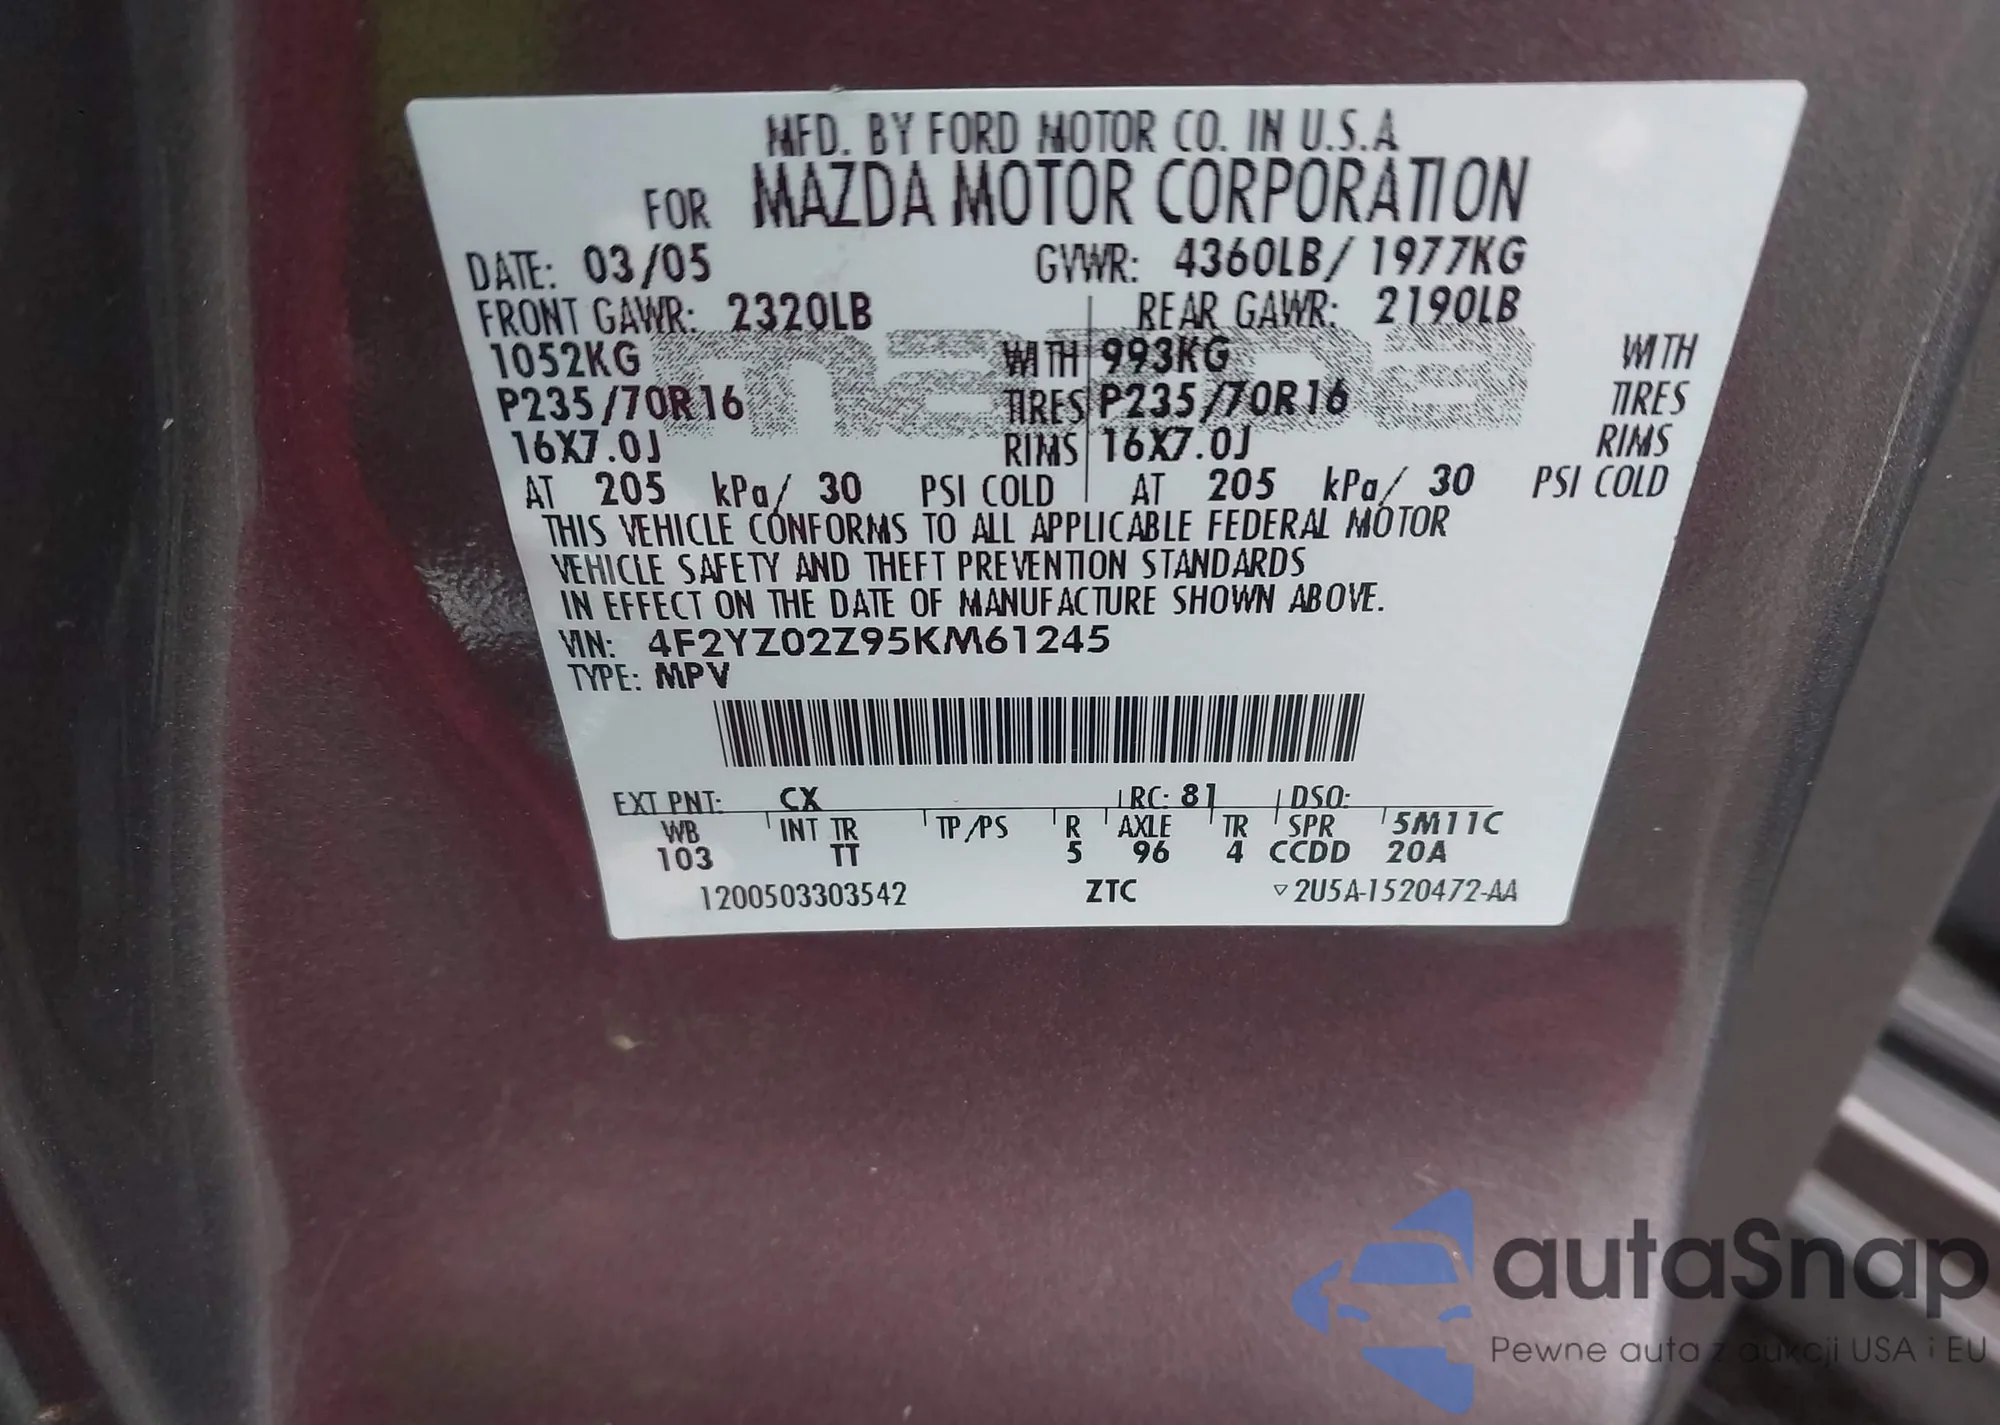 MFD. BY FORD MOTOR CO. IN U.S.A
FOR MAZDA MOTOR CORPORATION
DATE: 03/05 GVWR: 4360LB/ 1977KG
FRONT GAWR: 2320LB REAR GAWR: 2190LB
1052KG WITH 993KG WITH
P235/70R16 TIRES P235/70R16 TIRES
16X7.0J RIMS 16X7.0J RIMS
AT 205 kPa/ 30 PSI COLD AT 205 kPa/ 30 PSI COLD
THIS VEHICLE CONFORMS TO ALL APPLICABLE FEDERAL MOTOR
VEHICLE SAFETY AND THEFT PREVENTION STANDARDS
IN EFFECT ON THE DATE OF MANUFACTURE SHOWN ABOVE.
VIN: 4F2YZ02Z95KM61245
TYPE: MPV
EXT PNT: CX RC: 81 DSO:
WB INT TR TP/PS R AXLE TR SPR 5M11C
103 TT 5 96 4 CCDD 20A
1200503303542 ZTC ▽2U5A-1520472-AA
autaSnap
Pewne auta z aukcji USA i EU